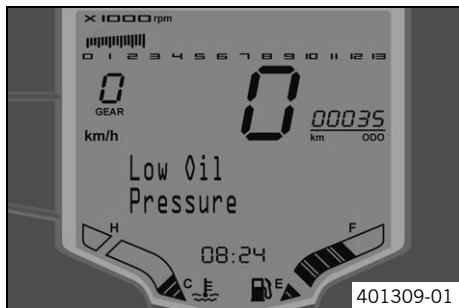 x 1000 rpm
0 1 2 3 4 5 6 7 8 9 10 11 12 13
0 0 00035
GEAR km ODO
km/h
Low Oil
Pressure
H F
08:24
C E
401309-01